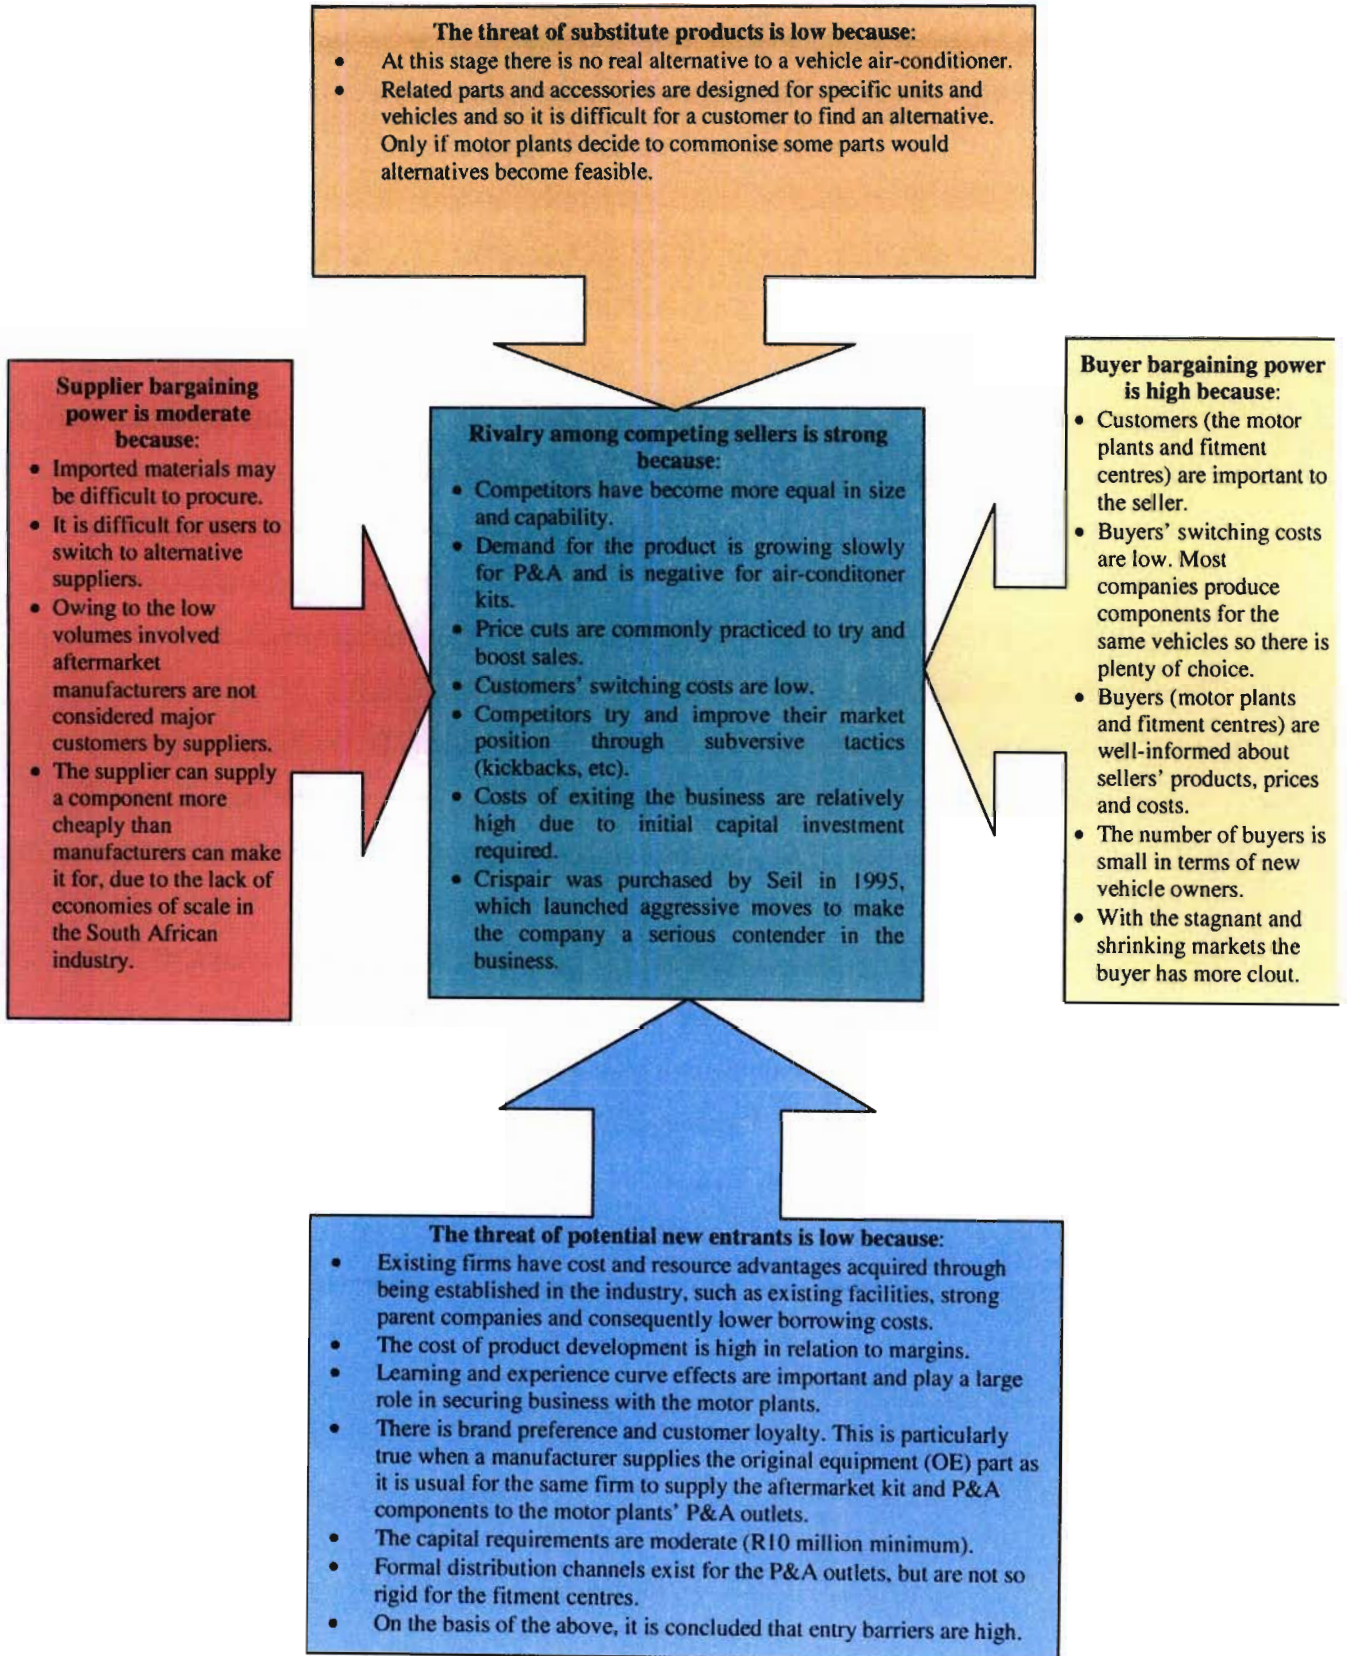 The threat of substitute products is low because:
• At this stage there is no real alternative to a vehicle air-conditioner.
• Related parts and accessories are designed for specific units and
vehicles and so it is difficult for a customer to find an alternative.
Only if motor plants decide to commonise some parts would
alternatives become feasible.
Supplier bargaining
power is moderate
because:
• Imported materials may
be difficult to procure.
• It is difficult for users to
switch to alternative
suppliers.
• Owing to the low
volumes involved
aftermarket
manufacturers are not
considered major
customers by suppliers.
• The supplier can supply
a component more
cheaply than
manufacturers can make
it for, due to the lack of
economies of scale in
the South African
industry.
Rivalry among competing sellers is strong
because:
• Competitors have become more equal in size
and capability.
• Demand for the product is growing slowly
for P&A and is negative for air-conditoner
kits.
• Price cuts are commonly practiced to try and
boost sales.
• Customers' switching costs are low.
• Competitors try and improve their market
position through subversive tactics
(kickbacks, etc).
• Costs of exiting the business are relatively
high due to initial capital investment
required.
• Crispair was purchased by Seil in 1995,
which launched aggressive moves to make
the company a serious contender in the
business.
Buyer bargaining power
is high because:
• Customers (the motor
plants and fitment
centres) are important to
the seller.
• Buyers' switching costs
are low. Most
companies produce
components for the
same vehicles so there is
plenty of choice.
• Buyers (motor plants
and fitment centres) are
well-informed about
sellers' products, prices
and costs.
• The number of buyers is
small in terms of new
vehicle owners.
• With the stagnant and
shrinking markets the
buyer has more clout.
The threat of potential new entrants is low because:
• Existing firms have cost and resource advantages acquired through
being established in the industry, such as existing facilities, strong
parent companies and consequently lower borrowing costs.
• The cost of product development is high in relation to margins.
• Learning and experience curve effects are important and play a large
role in securing business with the motor plants.
• There is brand preference and customer loyalty. This is particularly
true when a manufacturer supplies the original equipment (OE) part as
it is usual for the same firm to supply the aftermarket kit and P&A
components to the motor plants' P&A outlets.
• The capital requirements are moderate (R10 million minimum).
• Formal distribution channels exist for the P&A outlets, but are not so
rigid for the fitment centres.
• On the basis of the above, it is concluded that entry barriers are high.